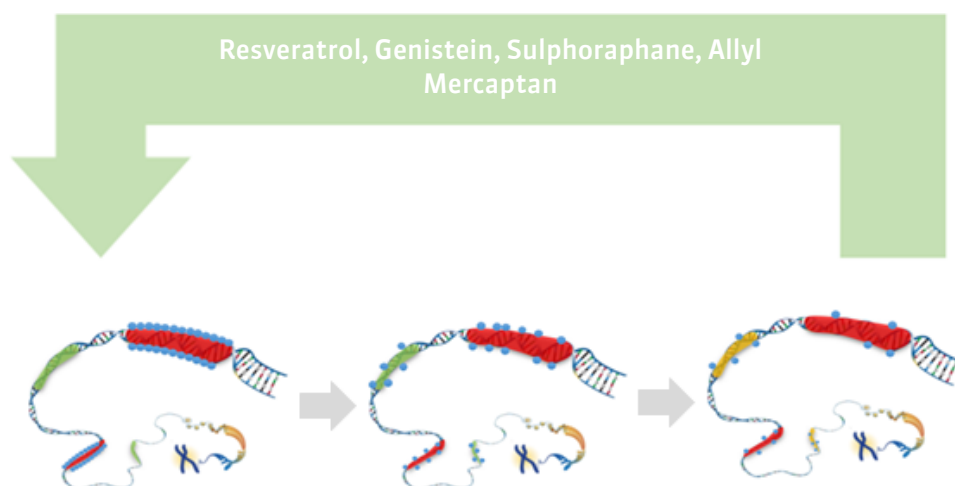 Resveratrol, Genistein, Sulphoraphane, Allyl
Mercaptan